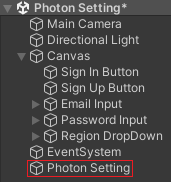 Photon Setting*
Main Camera
Directional Light
Canvas
Sign In Button
Sign Up Button
Email Input
Password Input
Region DropDown
EventSystem
Photon Setting